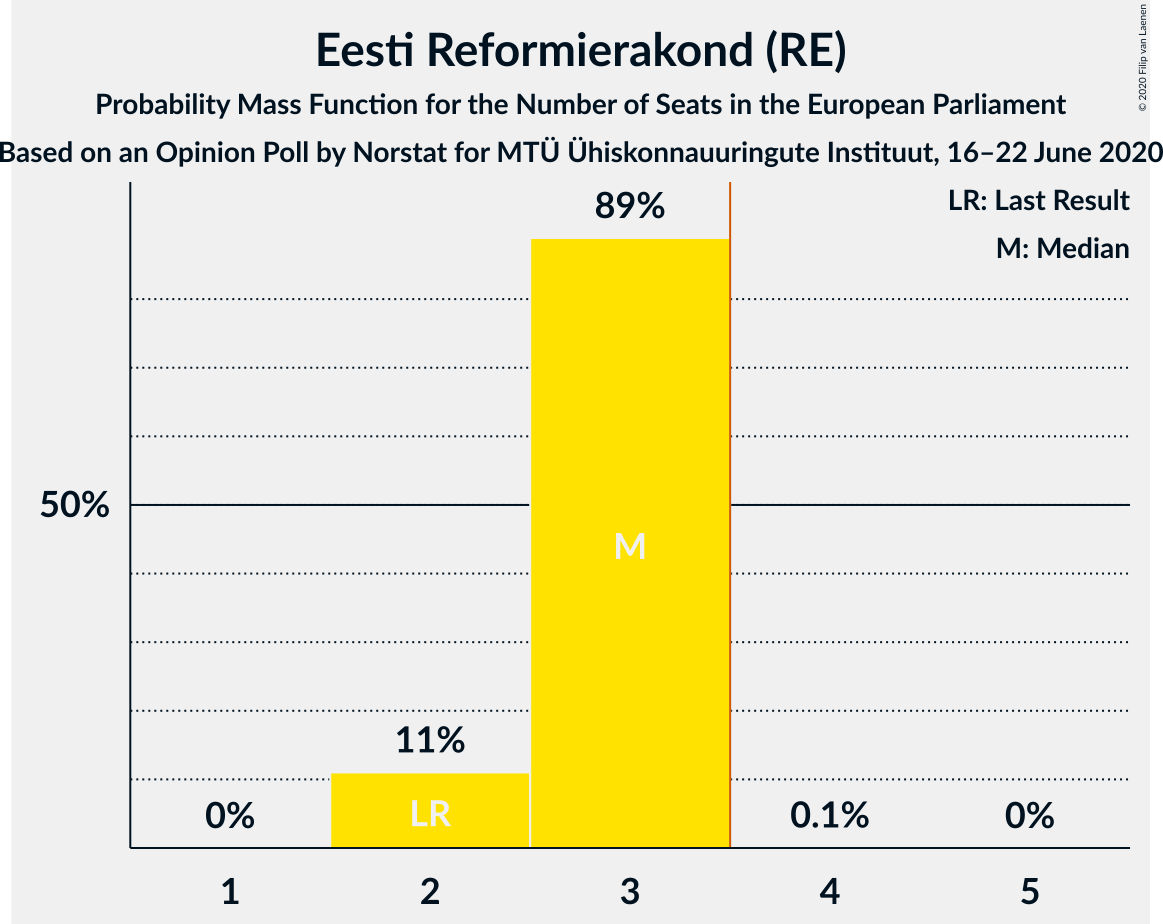 Eesti Reformierakond (RE)
Probability Mass Function for the Number of Seats in the European Parliament
Based on an Opinion Poll by Norstat for MTÜ Ühiskonnauuringute Instituut, 16–22 June 2020
© 2020 Filip van Laenen
LR: Last Result
M: Median
89%
50%
M
11%
0%
LR
0.1%
0%
1
2
3
4
5